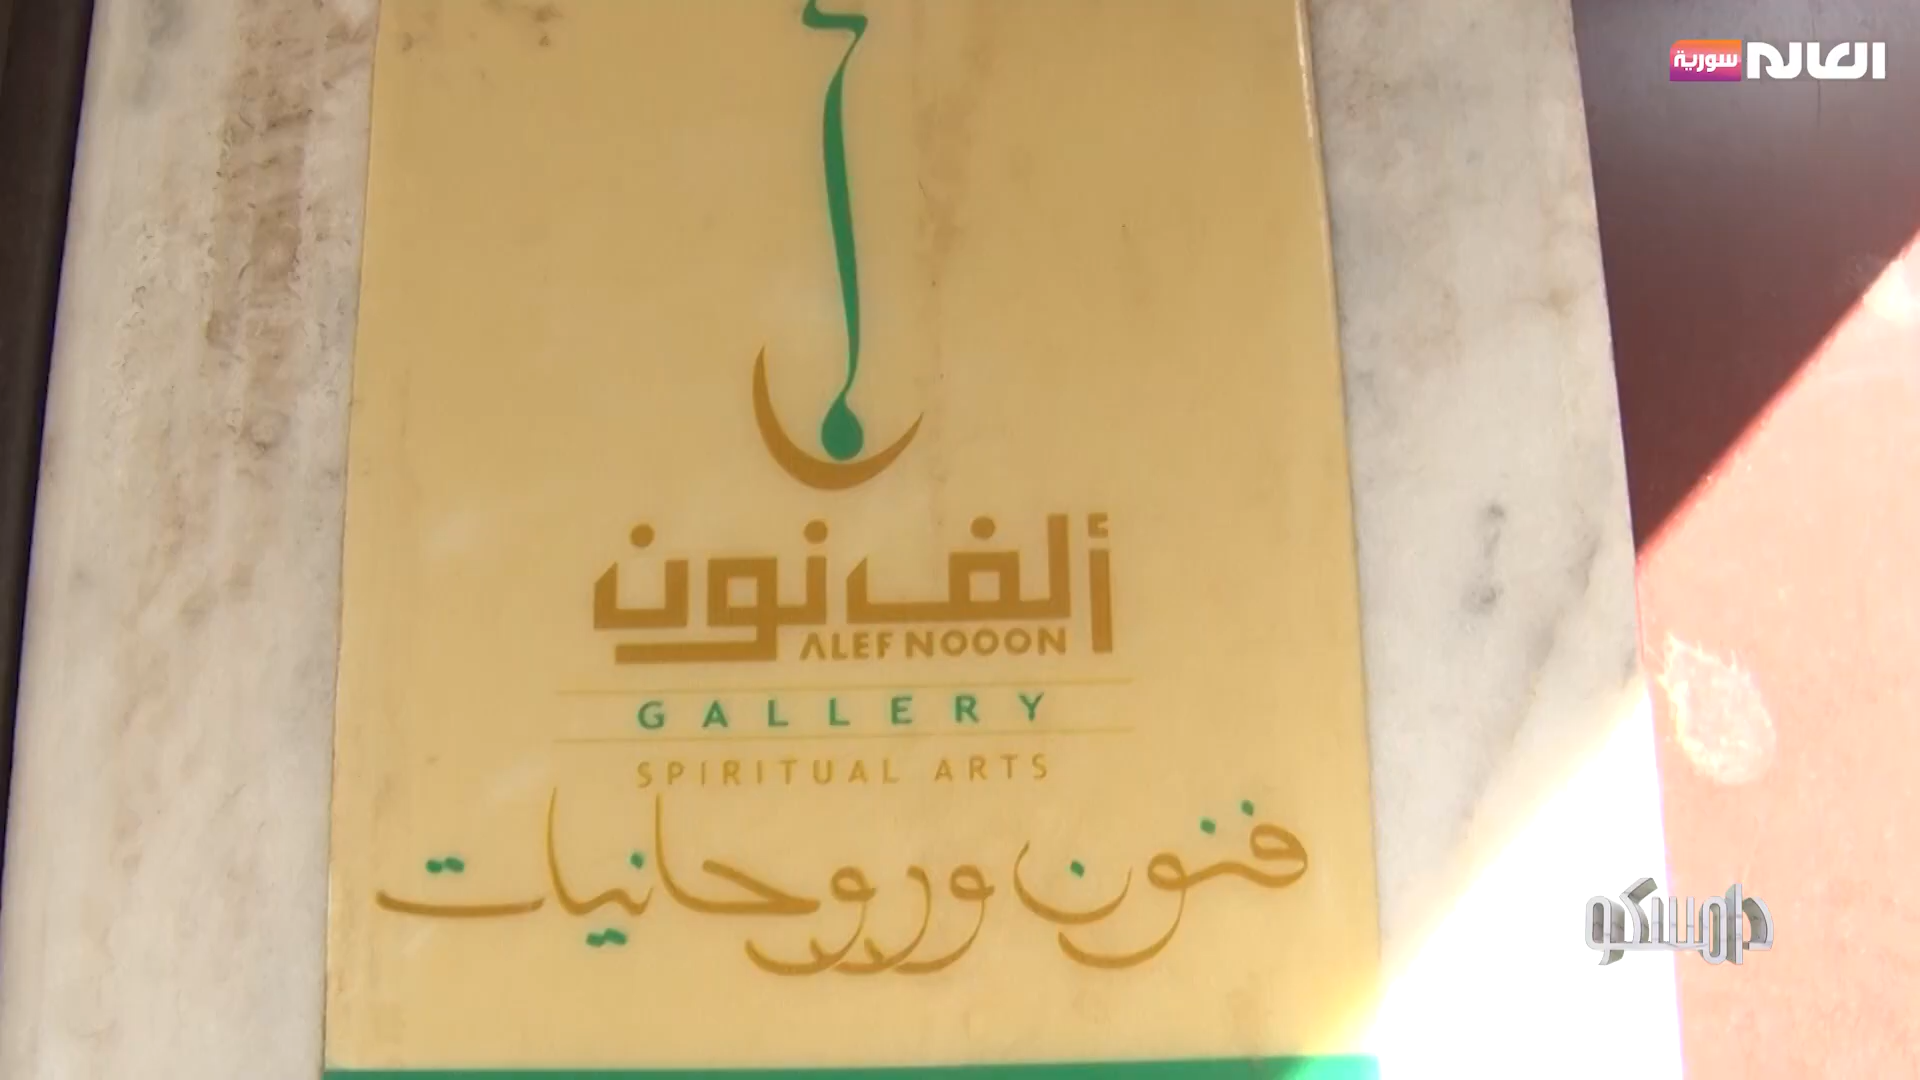 العالم سورية
ألف نون
ALEF NOOON
GALLERY
SPIRITUAL ARTS
فنون وروحانيات
دامسكو